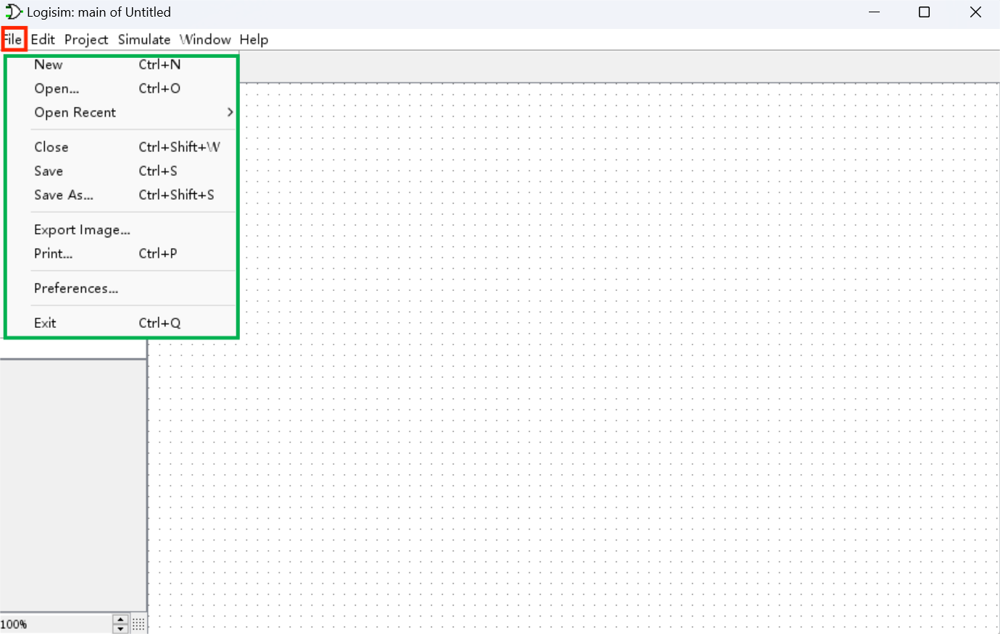 Logisim: main of Untitled
File Edit Project Simulate Window Help
New Ctrl+N
Open... Ctrl+O
Open Recent
Close Ctrl+Shift+W
Save Ctrl+S
Save As... Ctrl+Shift+S
Export Image...
Print... Ctrl+P
Preferences...
Exit Ctrl+Q
100%